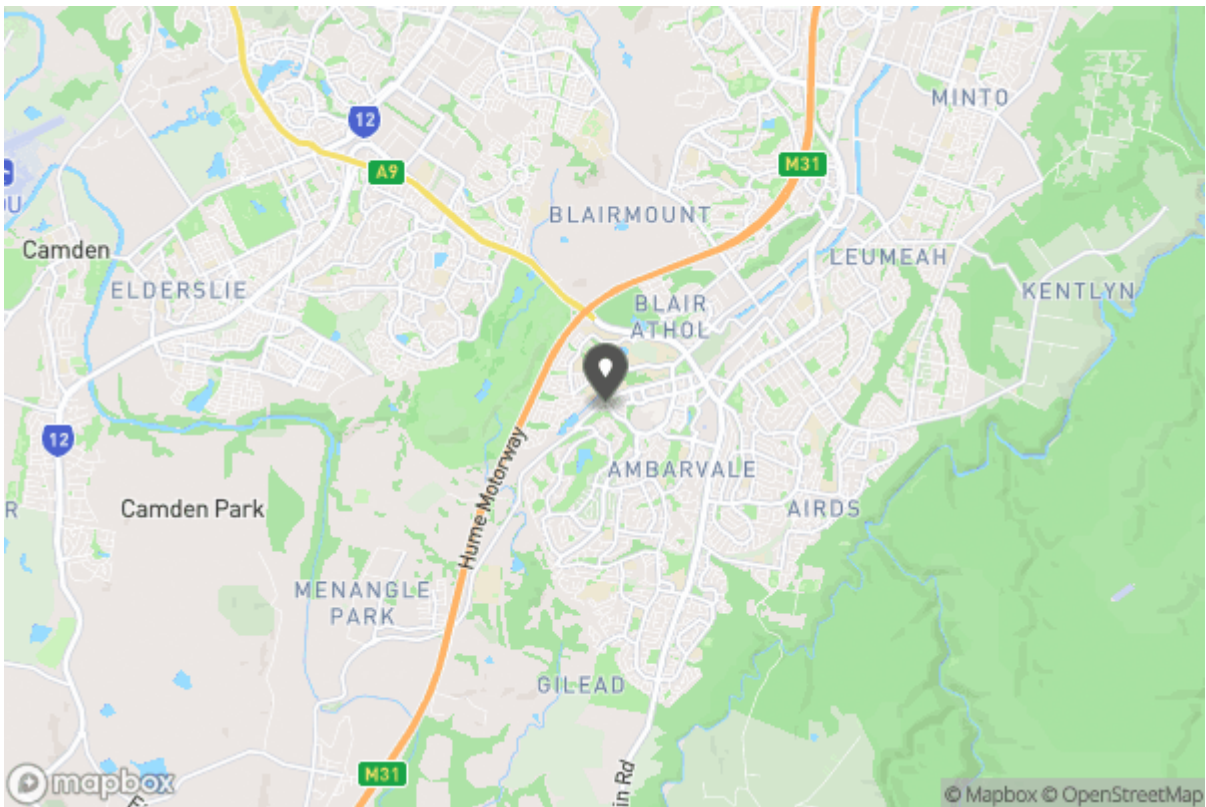 MINTO
12
M31
A9
BLAIRMOUNT
Camden
LEUMEAH
ELDERSLIE
KENTLYN
BLAIR
ATHOL
12
Hume Motorway
AMBARVALE
Camden Park
AIRDS
MENANGLE
PARK
GILEAD
M31
mapbox
© Mapbox © OpenStreetMap